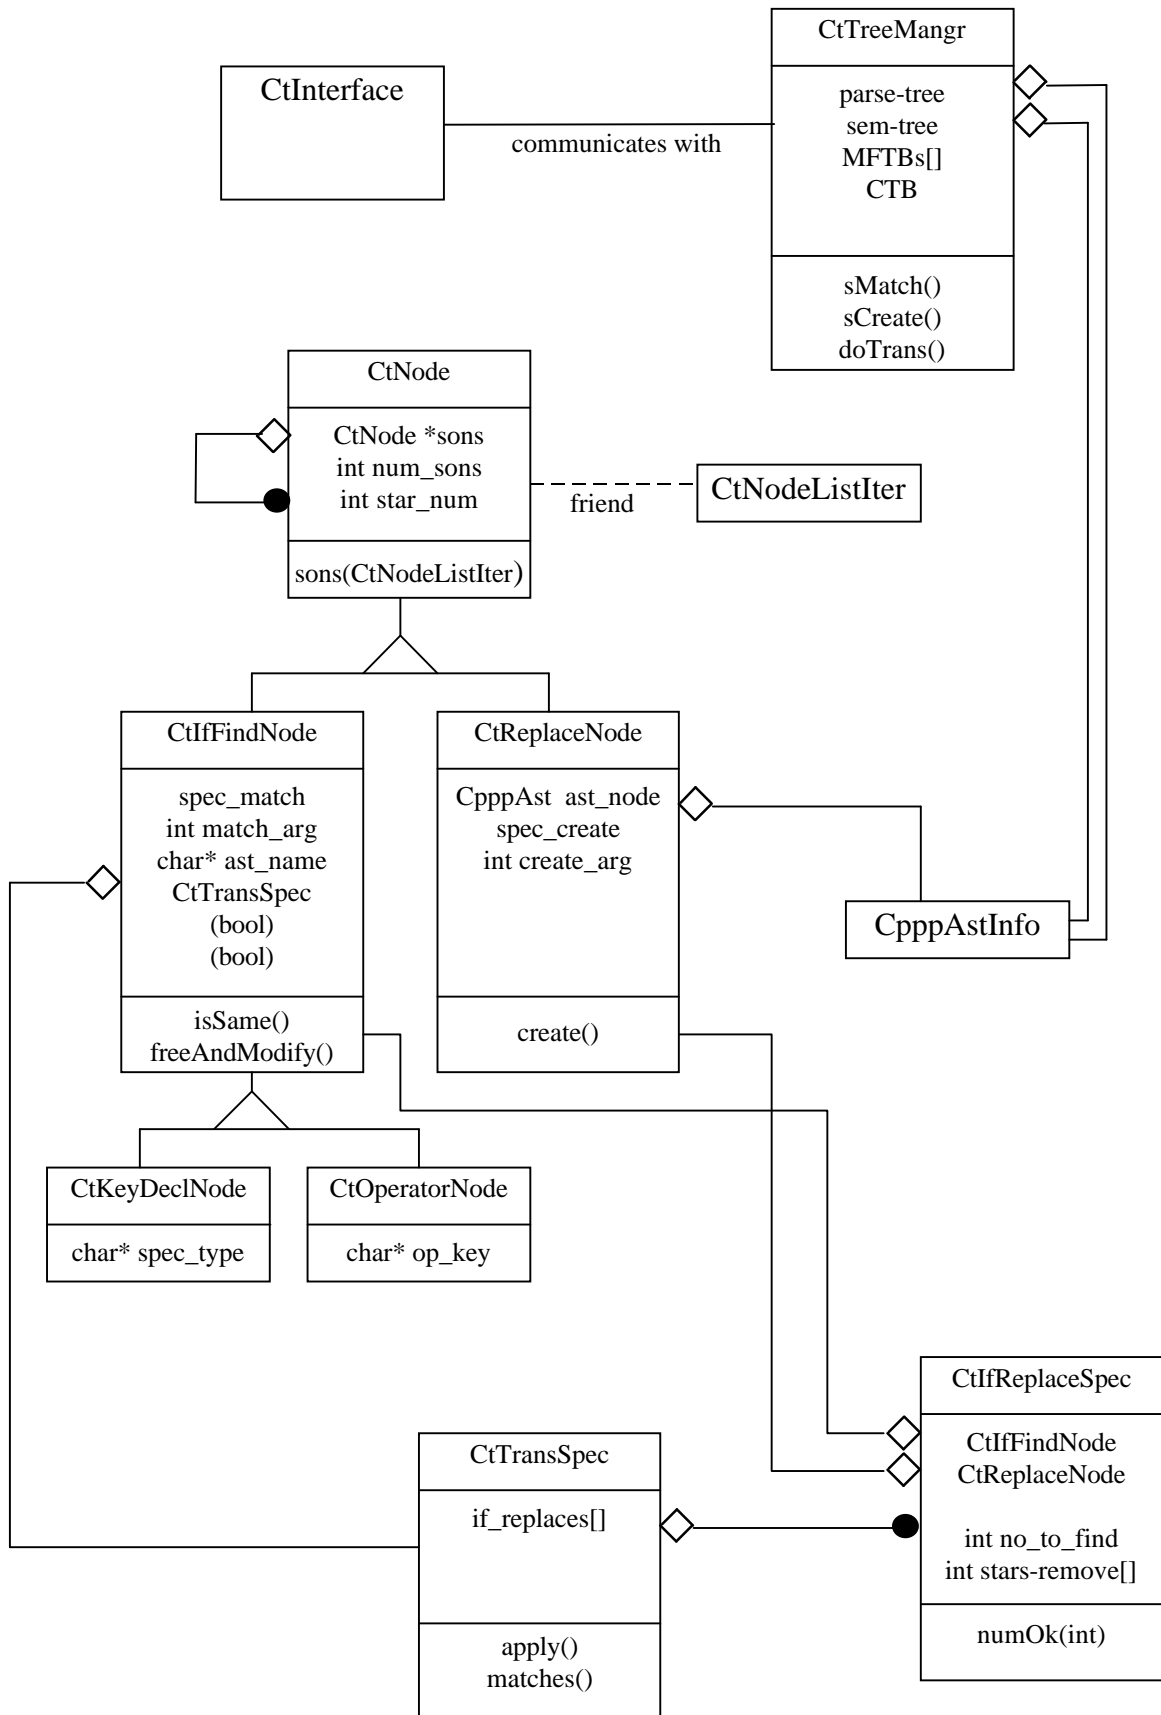 CtTreeMangr
parse-tree
sem-tree
MFTBs[]
CTB
sMatch()
sCreate()
doTrans()
CtInterface
communicates with
CtNode
CtNode *sons
int num_sons
int star_num
sons(CtNodeListIter)
friend
CtNodeListIter
CtIfFindNode
spec_match
int match_arg
char* ast_name
CtTransSpec
(bool)
(bool)
isSame()
freeAndModify()
CtReplaceNode
CpppAst ast_node
spec_create
int create_arg
create()
CpppAstInfo
CtKeyDeclNode
char* spec_type
CtOperatorNode
char* op_key
CtIfReplaceSpec
CtIfFindNode
CtReplaceNode
int no_to_find
int stars-remove[]
numOk(int)
CtTransSpec
if_replaces[]
apply()
matches()